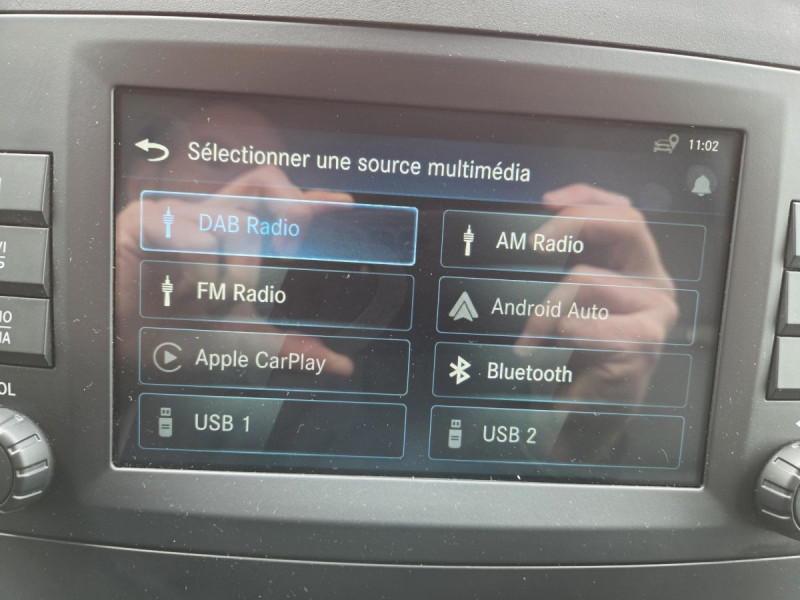 Sélectionner une source multimédia
11:02
DAB Radio
AM Radio
FM Radio
Android Auto
Apple CarPlay
Bluetooth
USB 1
USB 2